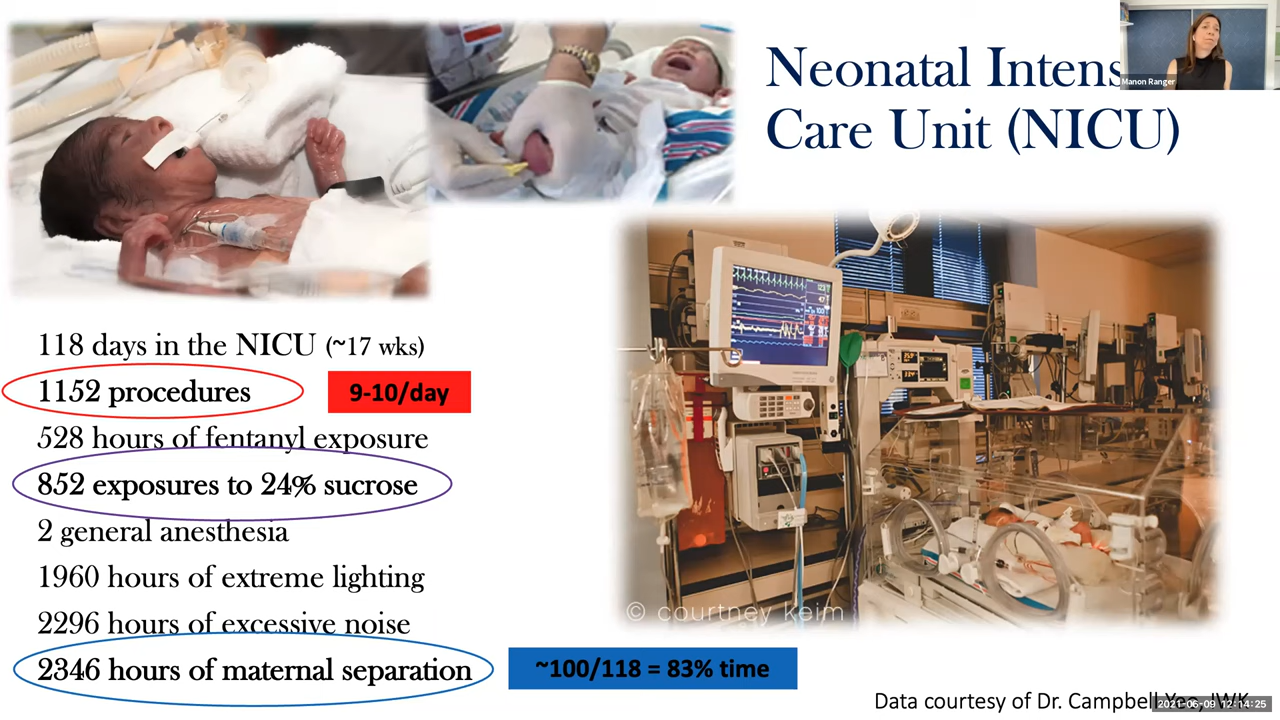 Neonatal Intens
Care Unit (NICU)
Manon Ranger
118 days in the NICU (~17 wks)
1152 procedures
9-10/day
528 hours of fentanyl exposure
852 exposures to 24% sucrose
2 general anesthesia
1960 hours of extreme lighting
2296 hours of excessive noise
2346 hours of maternal separation
~100/118 = 83% time
© courtney keim
Data courtesy of Dr. Campbell Yeo, IWK
2021-06-09 12:14:25